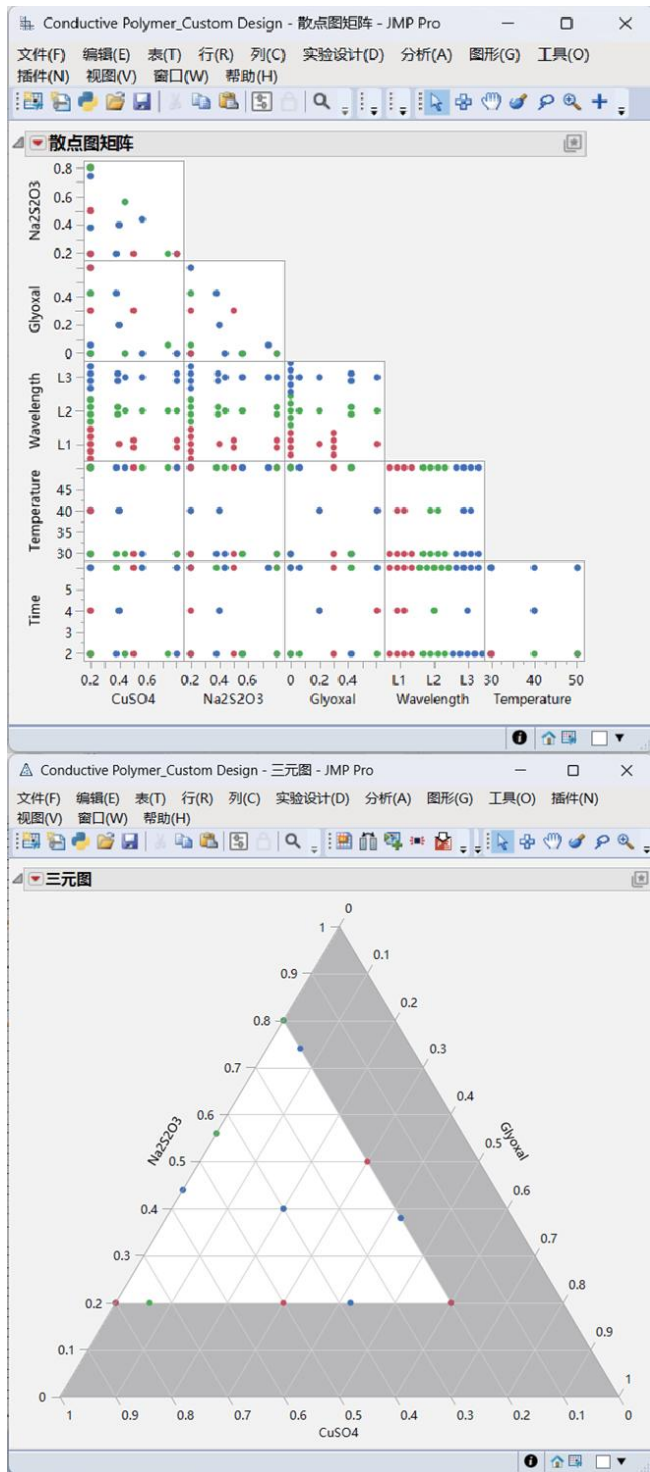 Conductive Polymer_Custom Design - 散点图矩阵 - JMP Pro
文件(F) 编辑(E) 表(T) 行(R) 列(C) 实验设计(D) 分析(A) 图形(G) 工具(O)
插件(N) 视图(V) 窗口(W) 帮助(H)
散点图矩阵
Na2S2O3
0.8
0.6
0.4
0.2
Glyoxal
0.4
0.2
0
Wavelength
L3
L2
L1
Temperature
45
40
35
30
Time
5
4
3
2
0.2 0.4 0.6 0.2 0.4 0.6 0 0.2 0.4 L1 L2 L3 30 40 50
CuSO4 Na2S2O3 Glyoxal Wavelength Temperature
Conductive Polymer_Custom Design - 三元图 - JMP Pro
文件(F) 编辑(E) 表(T) 行(R) 列(C) 实验设计(D) 分析(A) 图形(G) 工具(O) 插件(N)
视图(V) 窗口(W) 帮助(H)
三元图
0
1
0.1
0.9
0.2
0.8
0.3
0.7
0.4
0.6
Na2S2O3
Glyoxal
0.5
0.5
0.6
0.4
0.7
0.3
0.8
0.2
0.9
0.1
1
0
1 0.9 0.8 0.7 0.6 0.5 0.4 0.3 0.2 0.1 0
CuSO4